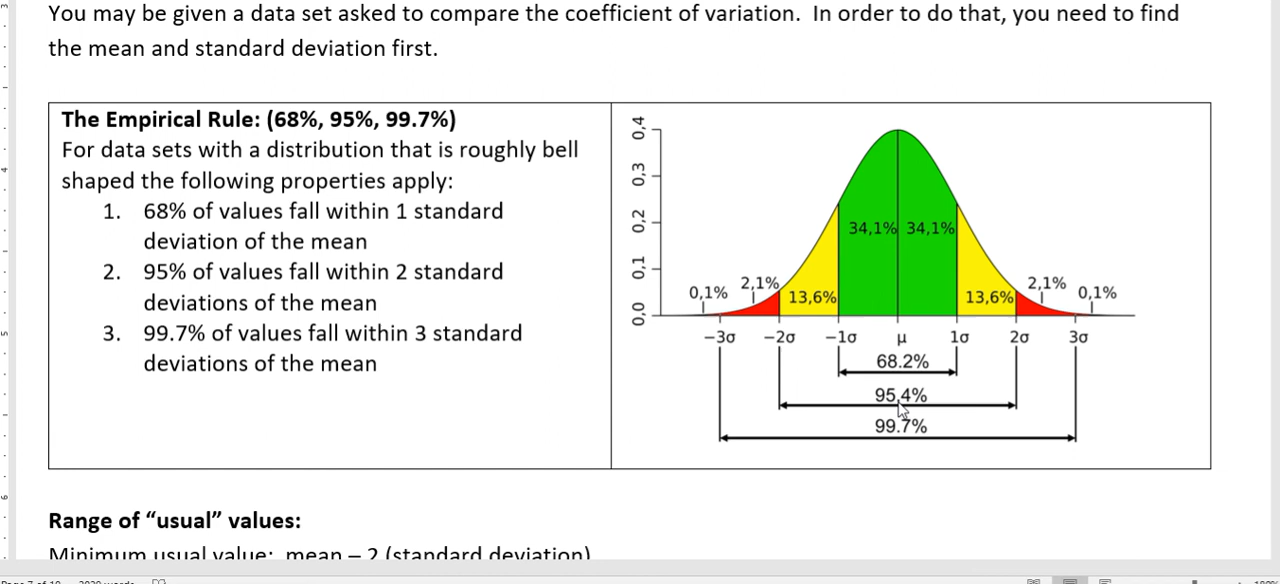 You may be given a data set asked to compare the coefficient of variation.  In order to do that, you need to find
the mean and standard deviation first.
The Empirical Rule: (68%, 95%, 99.7%)
For data sets with a distribution that is roughly bell
shaped the following properties apply:
1. 68% of values fall within 1 standard
deviation of the mean
2. 95% of values fall within 2 standard
deviations of the mean
3. 99.7% of values fall within 3 standard
deviations of the mean
0,4
0,3
0,2
0,1
0,0
34,1% 34,1%
0,1% 2,1% 13,6% 13,6% 2,1% 0,1%
−3σ −2σ −1σ μ 1σ 2σ 3σ
68.2%
95,4%
99.7%
Range of “usual” values:
Minimum usual value:  mean – 2 (standard deviation)